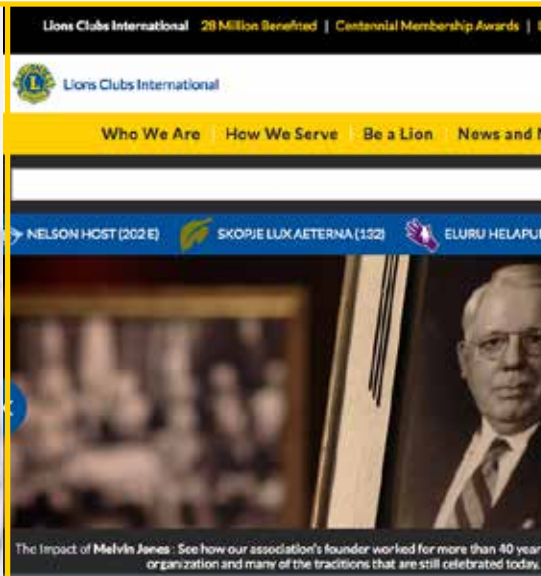 Lions Clubs International 28 Million Benefited | Centennial Membership Awards |
L
Lions Clubs International
Who We Are How We Serve Be a Lion News and
NELSON HOST (202 E) SKOPJE LUX AETERNA (132) ELURU
The Impact of Melvin Jones: See how our association's founder worked for more than 40 year
organization and many of the traditions that are still celebrated today.